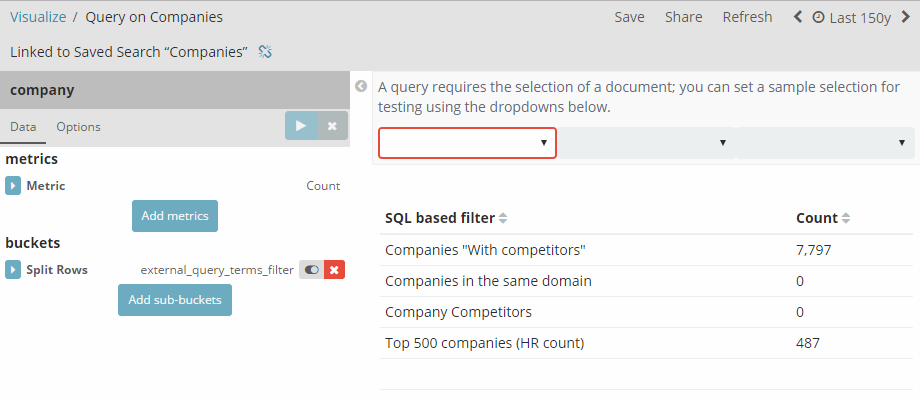 Visualize / Query on Companies
Save Share Refresh Last 150y
Linked to Saved Search “Companies”
company
Data Options
metrics
Metric Count
Add metrics
buckets
Split Rows external_query_terms_filter
Add sub-buckets
A query requires the selection of a document; you can set a sample selection for
testing using the dropdowns below.
SQL based filter Count
Companies "With competitors" 7,797
Companies in the same domain 0
Company Competitors 0
Top 500 companies (HR count) 487